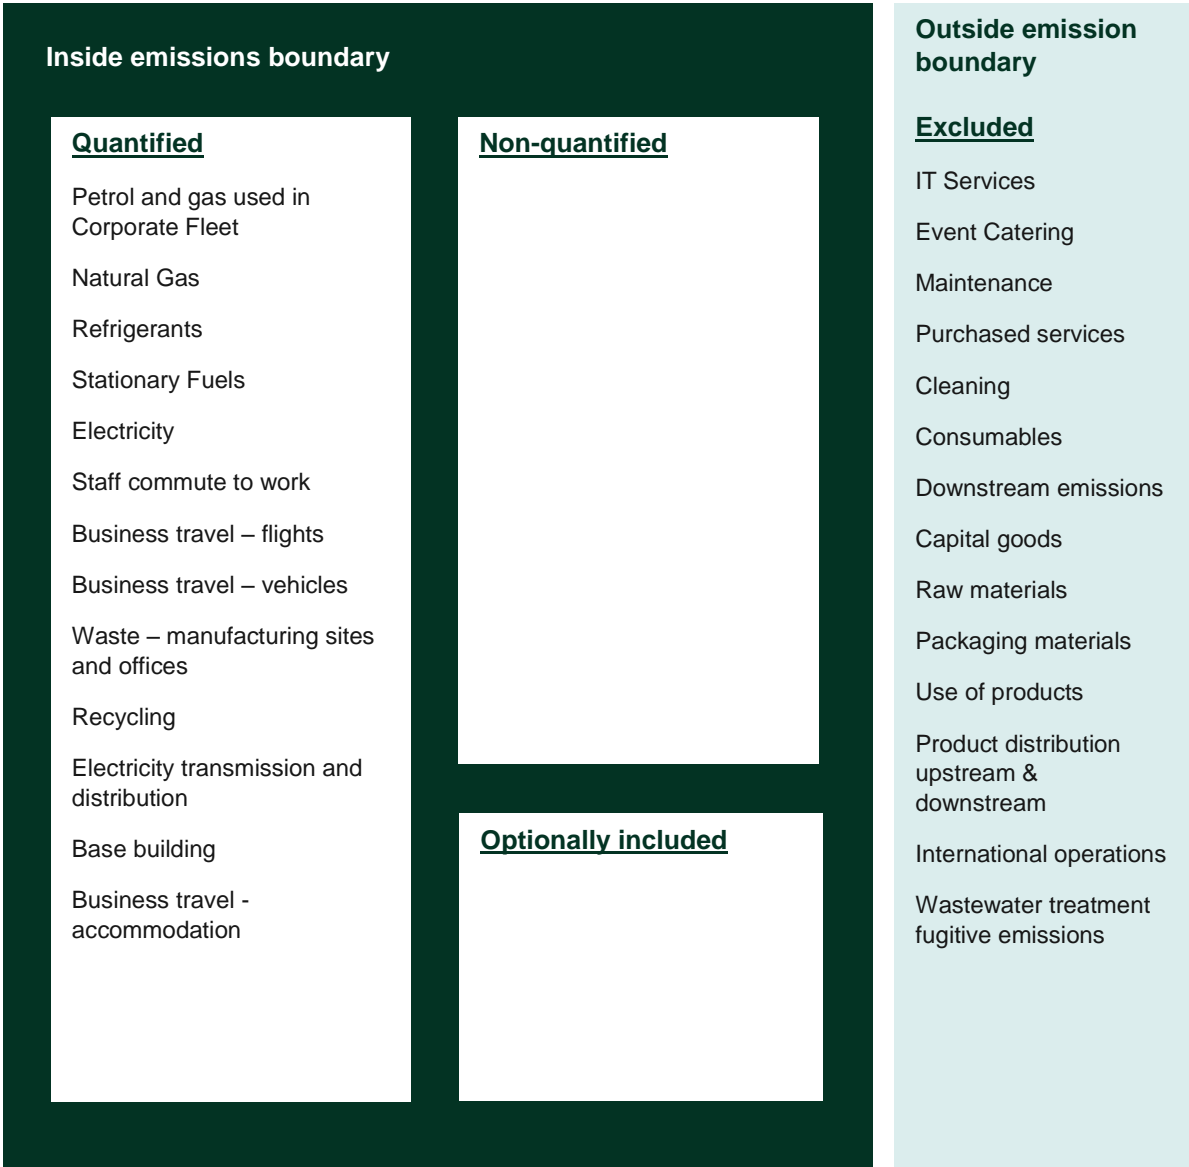 Inside emissions boundary
Quantified
Petrol and gas used in
Corporate Fleet
Natural Gas
Refrigerants
Stationary Fuels
Electricity
Staff commute to work
Business travel – flights
Business travel – vehicles
Waste – manufacturing sites
and offices
Recycling
Electricity transmission and
distribution
Base building
Business travel -
accommodation
Non-quantified
Optionally included
Outside emission
boundary
Excluded
IT Services
Event Catering
Maintenance
Purchased services
Cleaning
Consumables
Downstream emissions
Capital goods
Raw materials
Packaging materials
Use of products
Product distribution
upstream &
downstream
International operations
Wastewater treatment
fugitive emissions